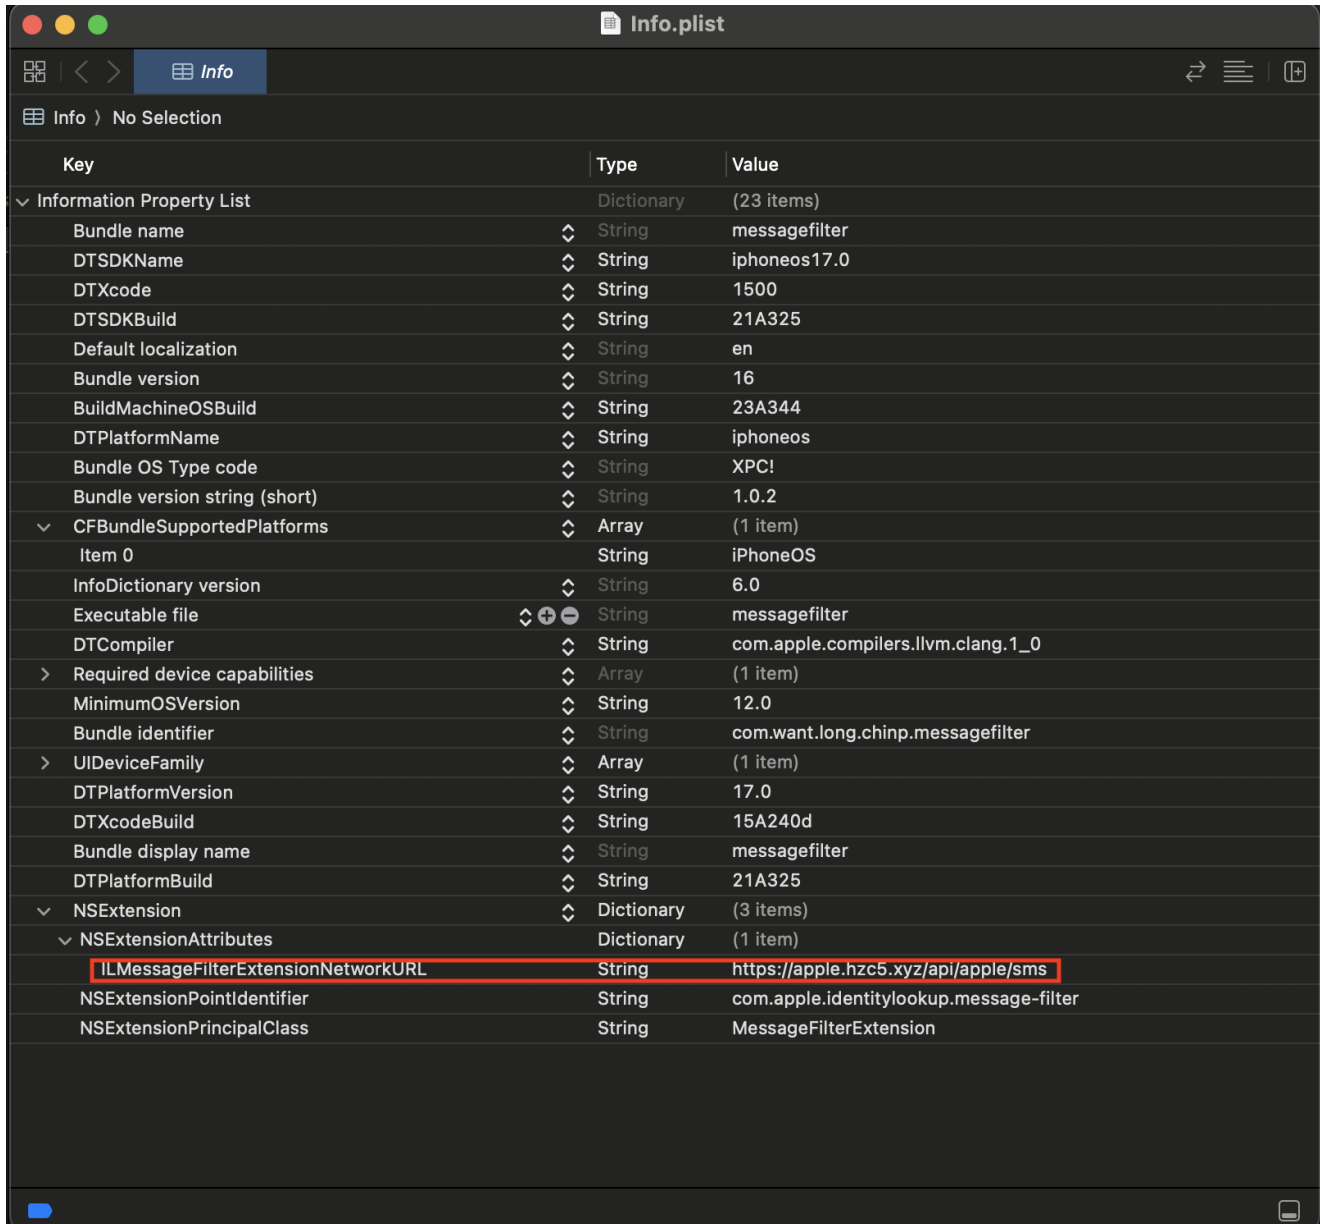 Info.plist
Info
Info 〉 No Selection
Key Type Value
Information Property List Dictionary (23 items)
Bundle name String messagefilter
DTSDKName String iphoneos17.0
DTXcode String 1500
DTSDKBuild String 21A325
Default localization String en
Bundle version String 16
BuildMachineOSBuild String 23A344
DTPlatformName String iphoneos
Bundle OS Type code String XPC!
Bundle version string (short) String 1.0.2
CFBundleSupportedPlatforms Array (1 item)
Item 0 String iPhoneOS
InfoDictionary version String 6.0
Executable file String messagefilter
DTCompiler String com.apple.compilers.llvm.clang.1_0
Required device capabilities Array (1 item)
MinimumOSVersion String 12.0
Bundle identifier String com.want.long.chinp.messagefilter
UIDeviceFamily Array (1 item)
DTPlatformVersion String 17.0
DTXcodeBuild String 15A240d
Bundle display name String messagefilter
DTPlatformBuild String 21A325
NSExtension Dictionary (3 items)
NSExtensionAttributes Dictionary (1 item)
ILMessageFilterExtensionNetworkURL String https://apple.hzc5.xyz/api/apple/sms
NSExtensionPointIdentifier String com.apple.identitylookup.message-filter
NSExtensionPrincipalClass String MessageFilterExtension